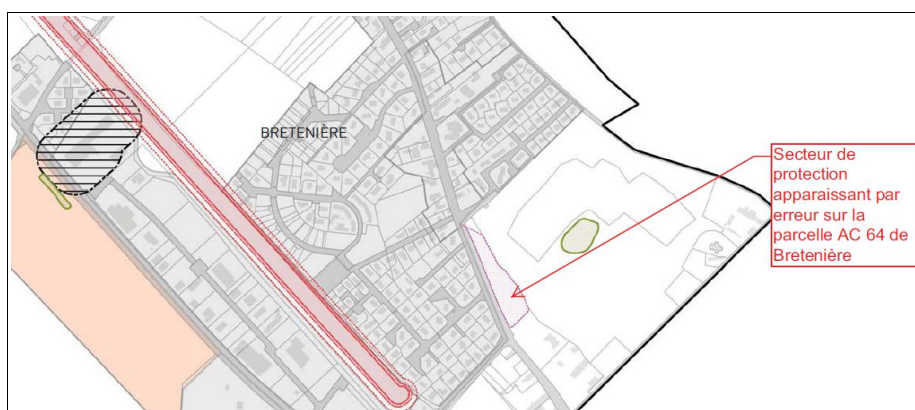 BRETENIÈRE
Secteur de
protection
apparaissant par
erreur sur la
parcelle AC 64 de
Bretenière